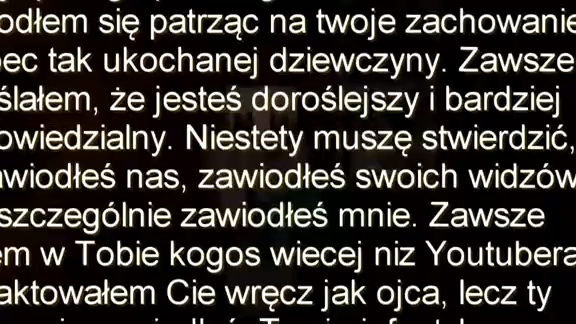 odłem się patrząc na twoje zachowanie
bec tak ukochanej dziewczyny. Zawsze
ślałem, że jesteś doroślejszy i bardziej
owiedzialny. Niestety muszę stwierdzić,
awiodłeś nas, zawiodłeś swoich widzów
szczególnie zawiodłeś mnie. Zawsze
em w Tobie kogos wiecej niz Youtubera
aktowałem Cie wręcz jak ojca, lecz ty